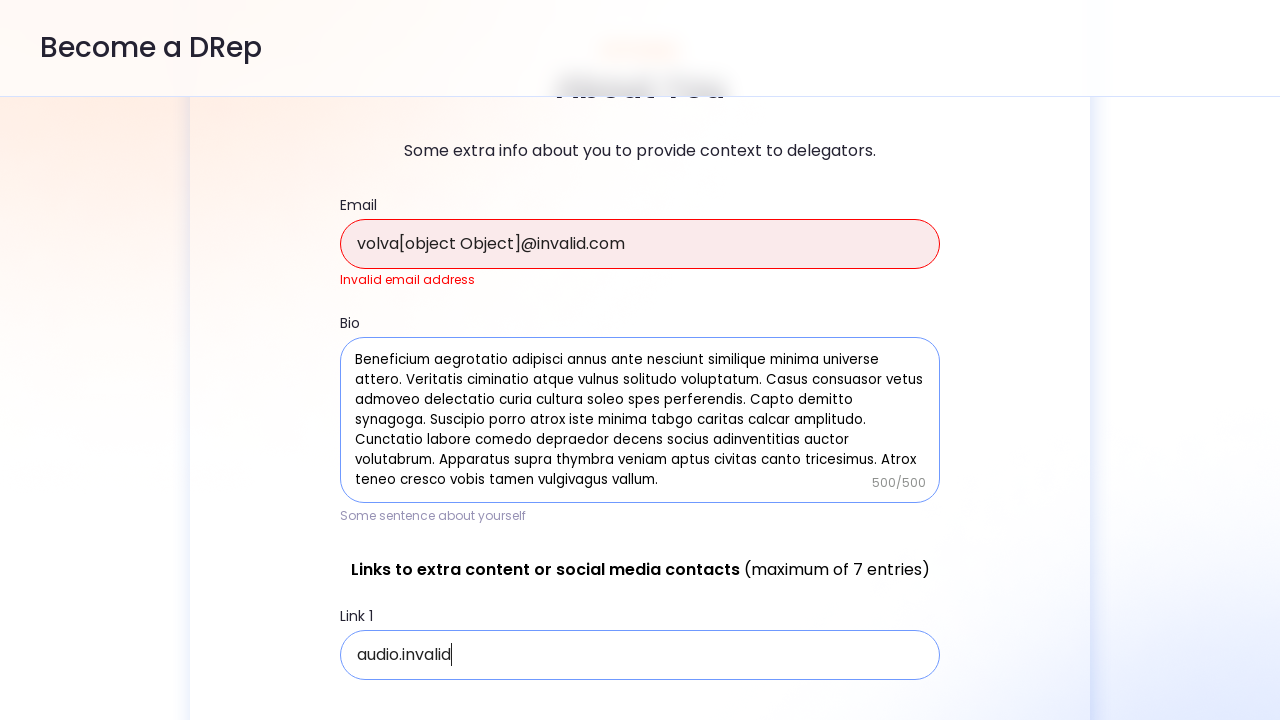 Become a DRep
About You
Some extra info about you to provide context to delegators.
Email
volva[object Object]@invalid.com
Invalid email address
Bio
Beneficium aegrotatio adipisci annus ante nesciunt similique minima universe
attero. Veritatis ciminatio atque vulnus solitudo voluptatum. Casus consuasor vetus
admoveo delectatio curia cultura soleo spes perferendis. Capto demitto
synagoga. Suscipio porro atrox iste minima tabgo caritas calcar amplitudo.
Cunctatio labore comedo depraedor decens socius adinventitias auctor
volutabrum. Apparatus supra thymbra veniam aptus civitas canto tricesimus. Atrox
teneo cresco vobis tamen vulgivagus vallum.
500/500
Some sentence about yourself
Links to extra content or social media contacts (maximum of 7 entries)
Link 1
audio.invalid